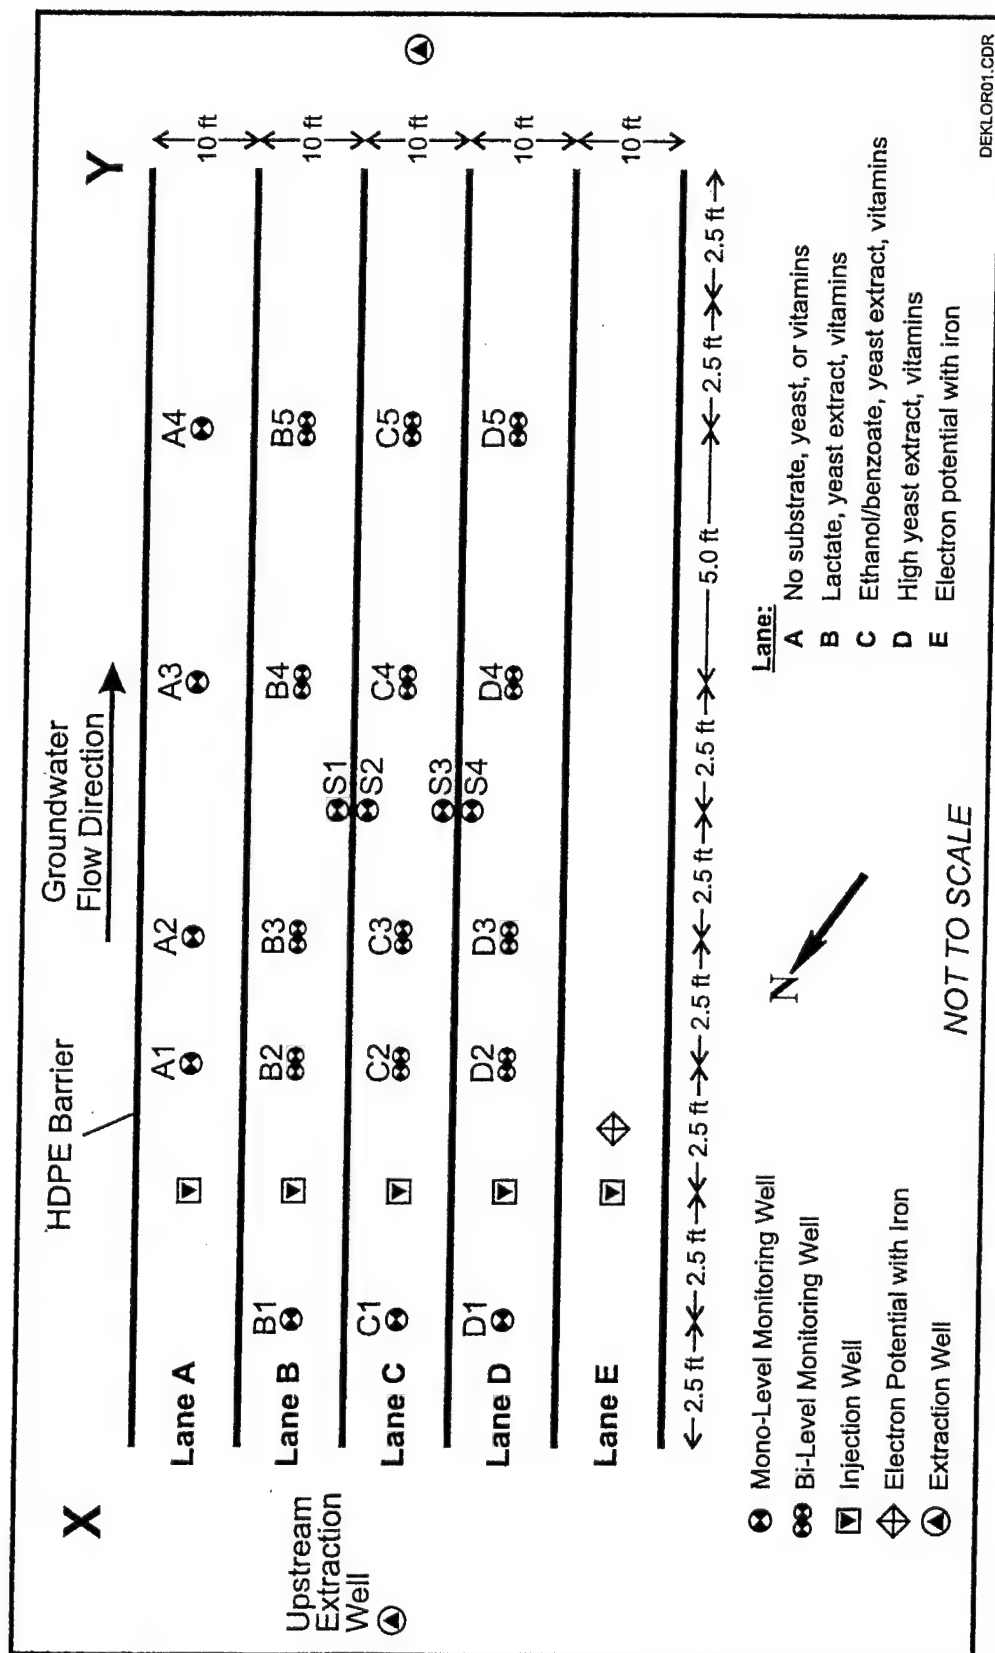 X
Y
HDPE Barrier
Groundwater
Flow Direction
Upstream
Extraction
Well
Lane A
A1
A2
A3
A4
10 ft
Lane B
B1
B2
B3
B4
B5
10 ft
S1
S2
Lane C
C1
C2
C3
C4
C5
10 ft
S3
S4
Lane D
D1
D2
D3
D4
D5
10 ft
Lane E
10 ft
2.5 ft 2.5 ft 2.5 ft 2.5 ft 2.5 ft 2.5 ft 5.0 ft 2.5 ft 2.5 ft
Mono-Level Monitoring Well
Bi-Level Monitoring Well
Injection Well
Electron Potential with Iron
Extraction Well
N
NOT TO SCALE
Lane:
A No substrate, yeast, or vitamins
B Lactate, yeast extract, vitamins
C Ethanol/benzoate, yeast extract, vitamins
D High yeast extract, vitamins
E Electron potential with iron
DEKLOR01.CDR